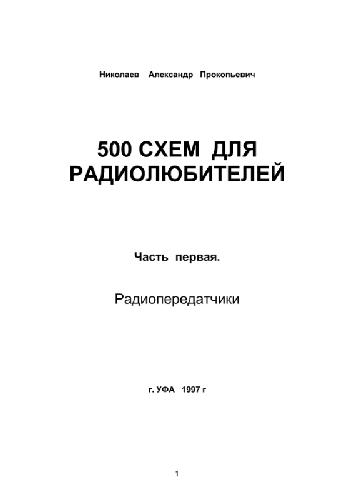 Николаев Александр Прокопьевич
500 СХЕМ ДЛЯ
РАДИОЛЮБИТЕЛЕЙ
Часть первая.
Радиопередатчики
г. УФА 1997 г
1